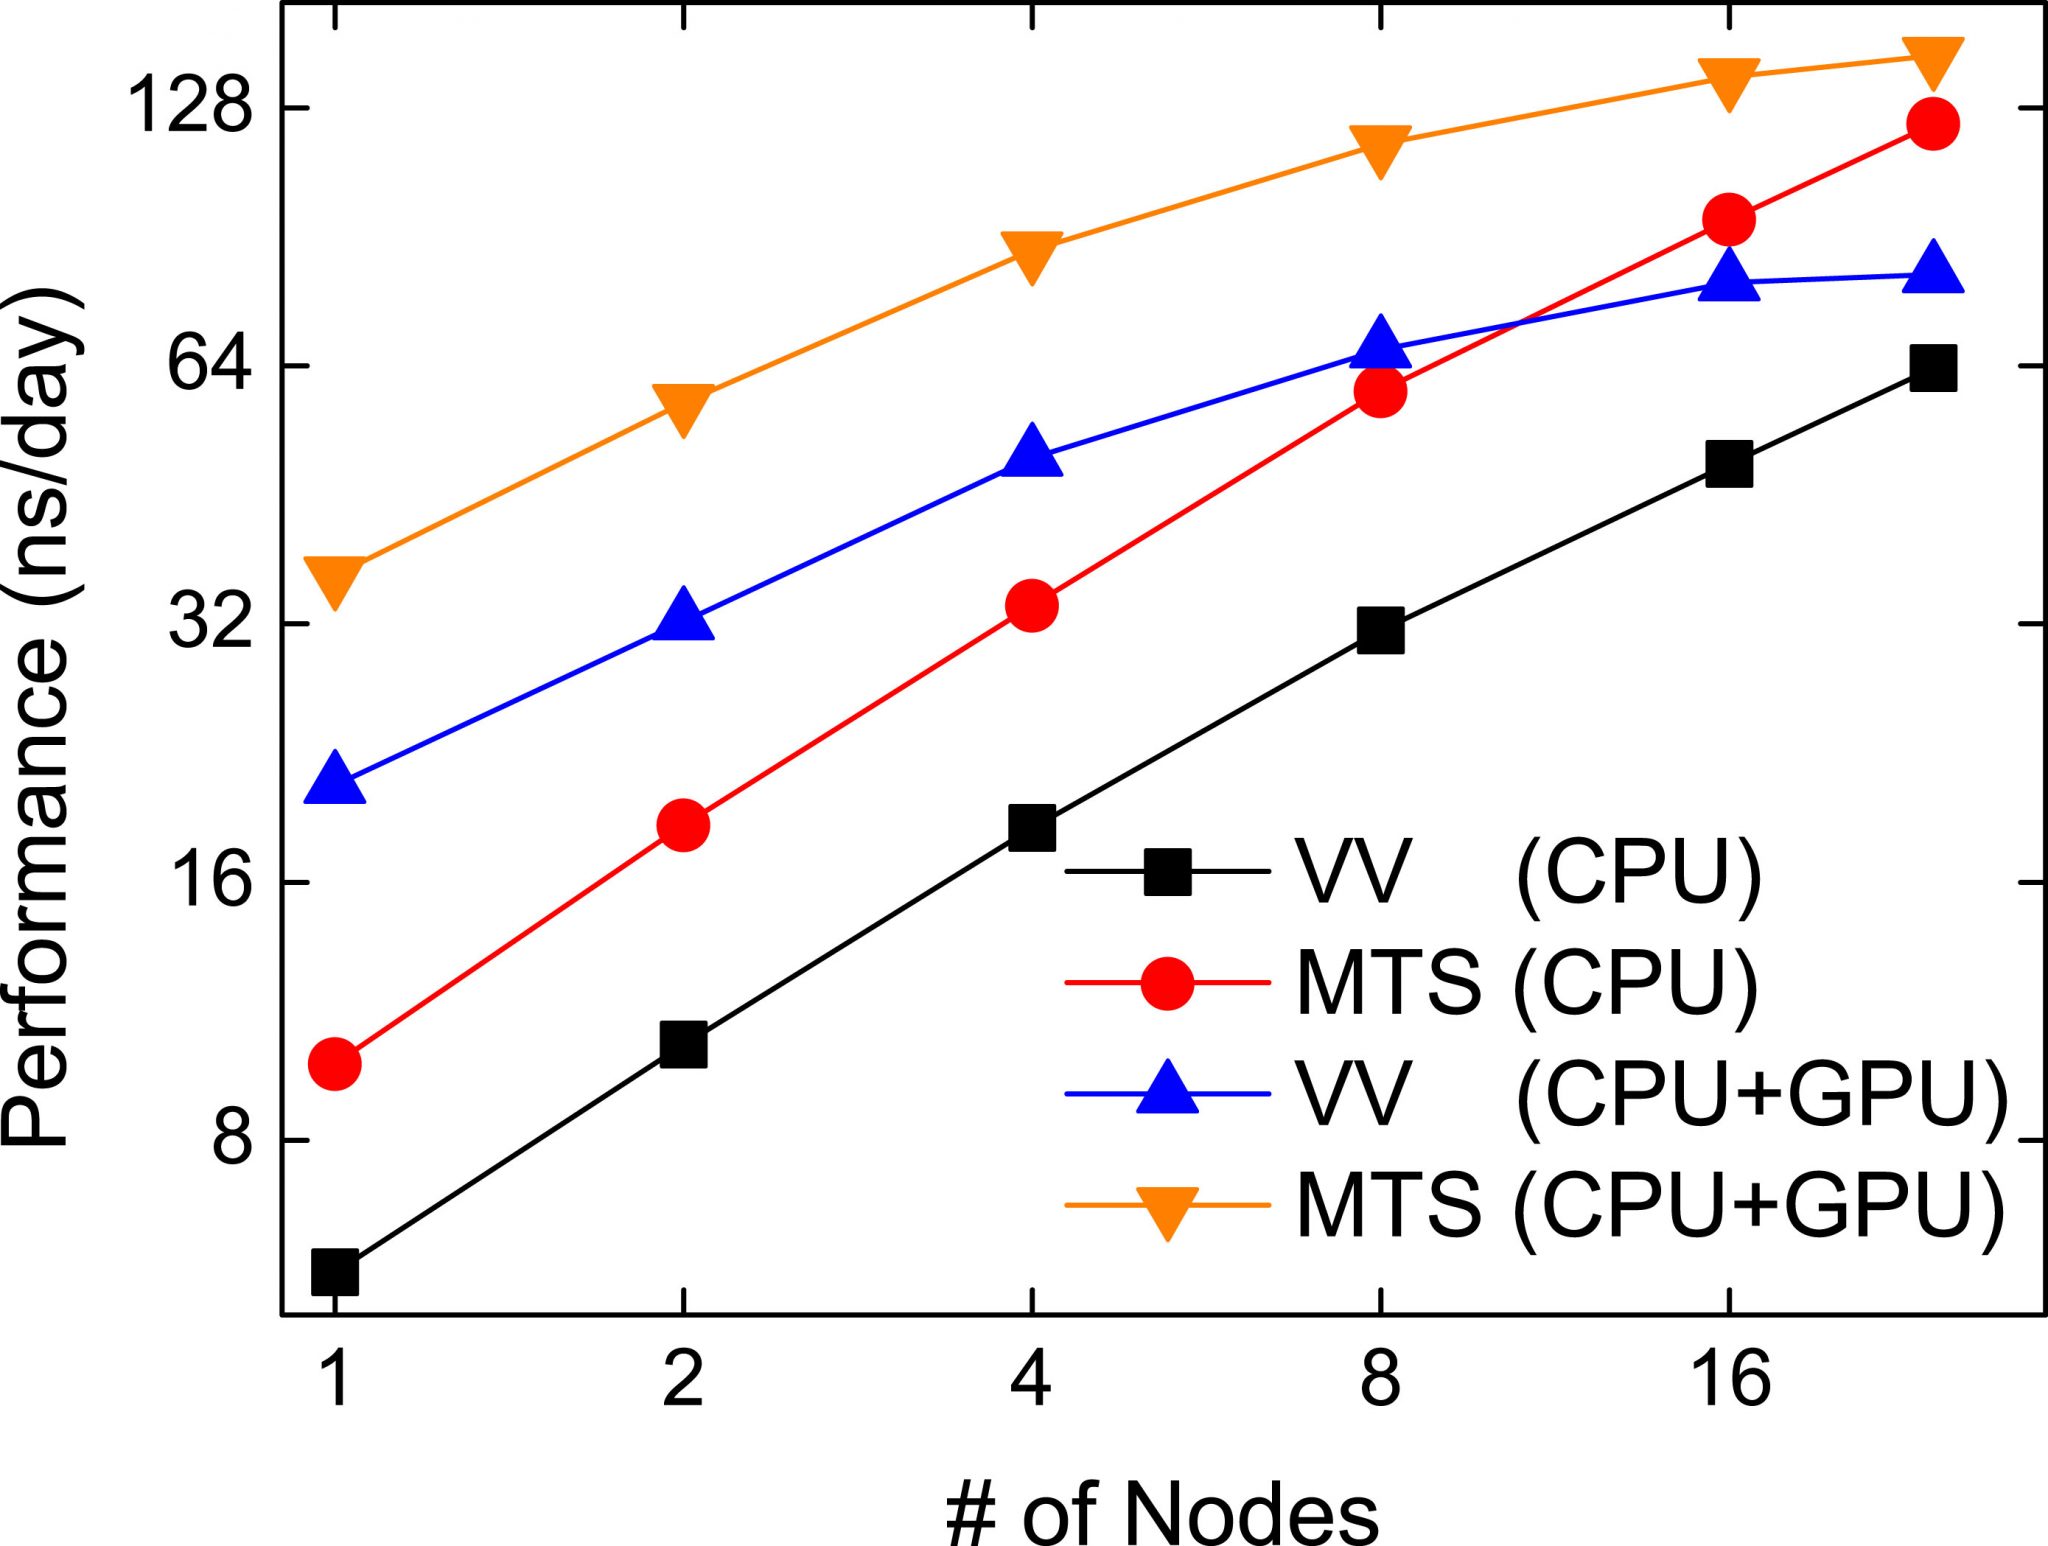 Performance (ns/day)
128
64
32
16
8
VV (CPU)
MTS (CPU)
VV (CPU+GPU)
MTS (CPU+GPU)
1 2 4 8 16
# of Nodes